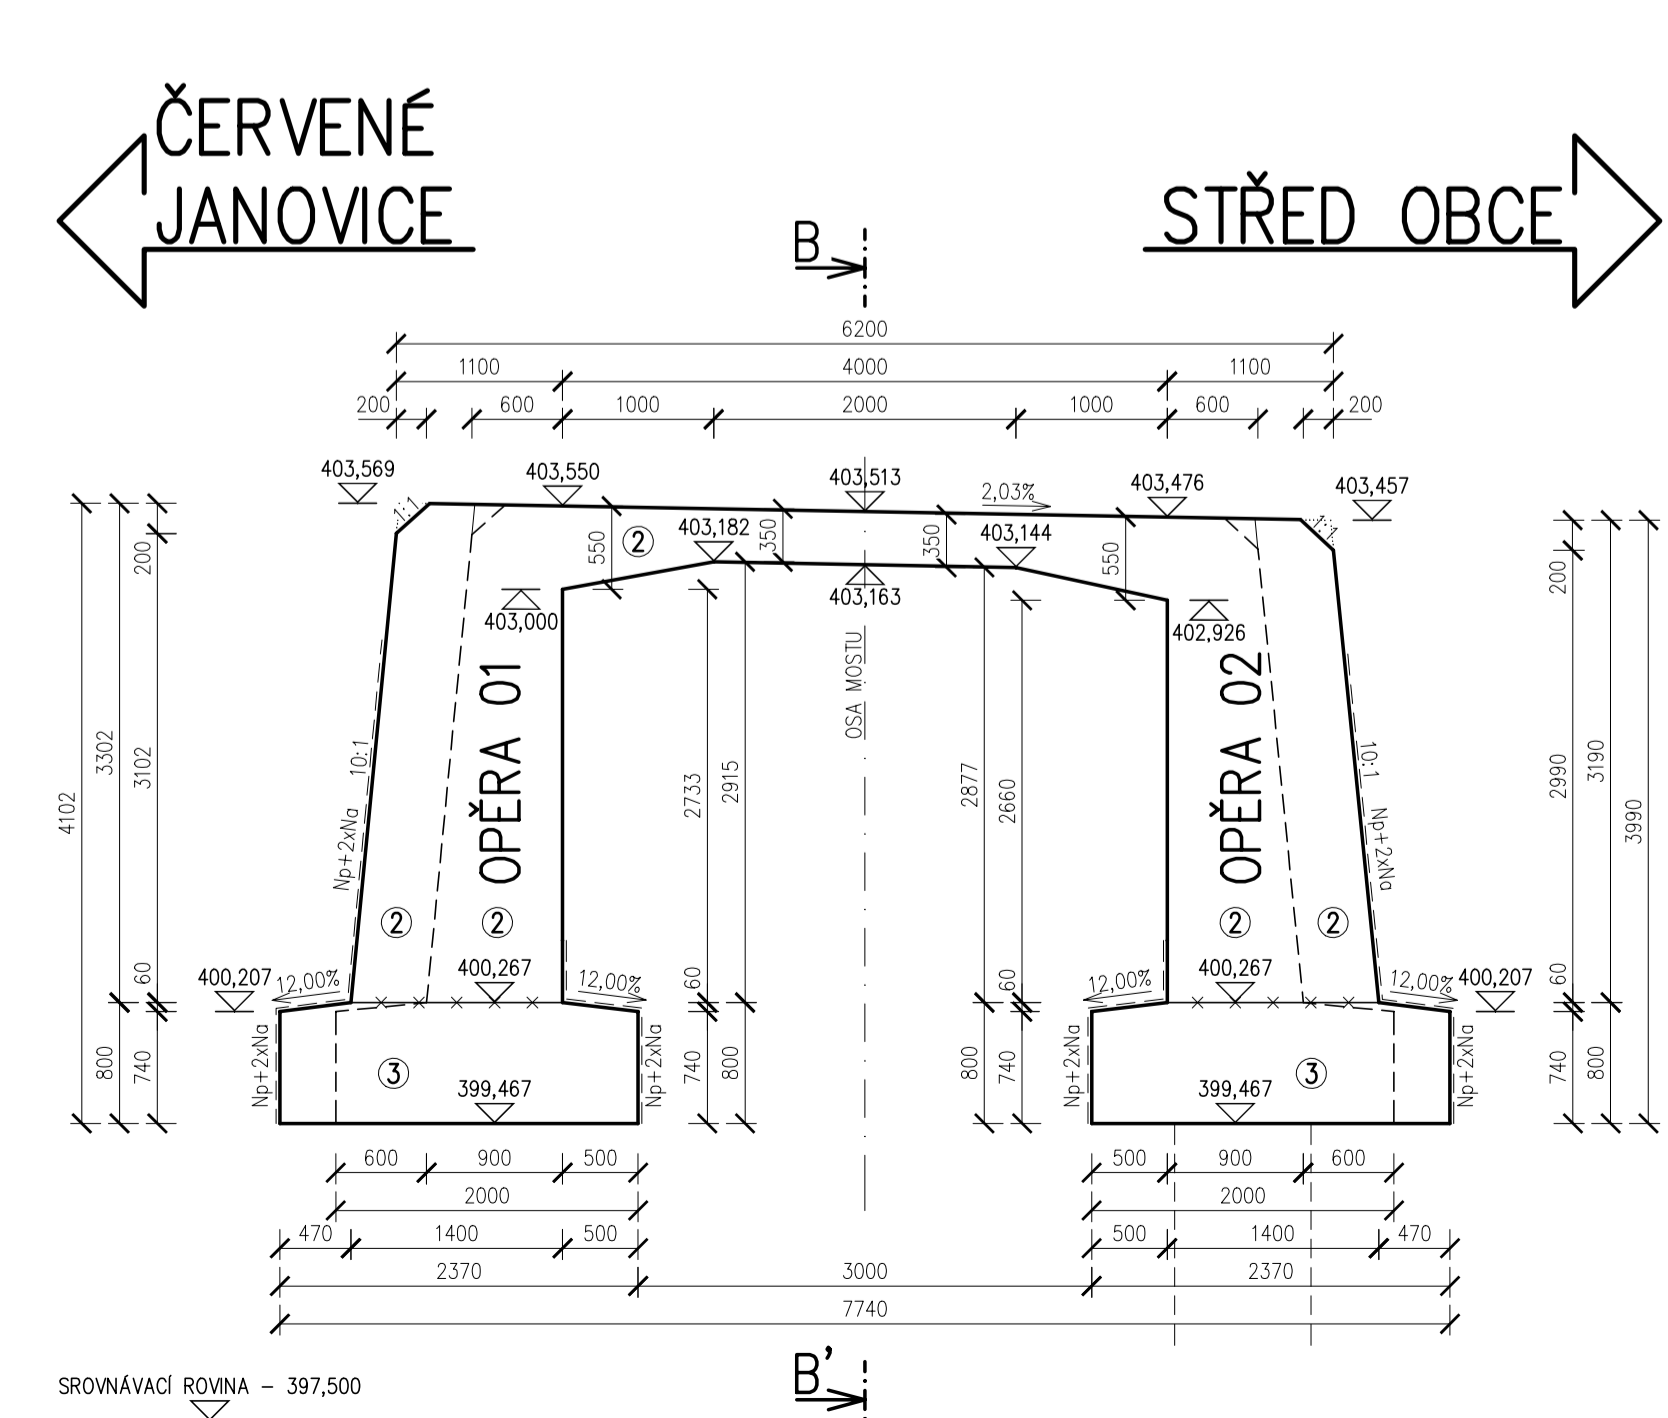 ČERVENÉ
JANOVICE
STŘED OBCE
B
6200
1100 4000 1100
200 600 1000 2000 1000 600 200
403,569 403,550 403,513 403,476 403,457
1:1 2,03% 1:1
403,182 403,144
550 2 350 350 550
403,000 403,163 402,926
200 200
OPĚRA 01
OSA MOSTU
OPĚRA 02
4102 3302 3102 10:1 Np+2xNa
2733 2915 2877 2660
10:1 Np+2xNa 2990 3190 3990
2 2 2 2
400,207 12,00% 400,267 12,00% 60 60 12,00% 400,267 12,00% 400,207
60 60
800 740 Np+2xNa 3 399,467 Np+2xNa 740 800 800 740 Np+2xNa 399,467 3 Np+2xNa 740 800
600 900 500 500 900 600
2000 2000
470 1400 500 500 1400 470
2370 3000 2370
7740
B'
SROVNÁVACÍ ROVINA – 397,500